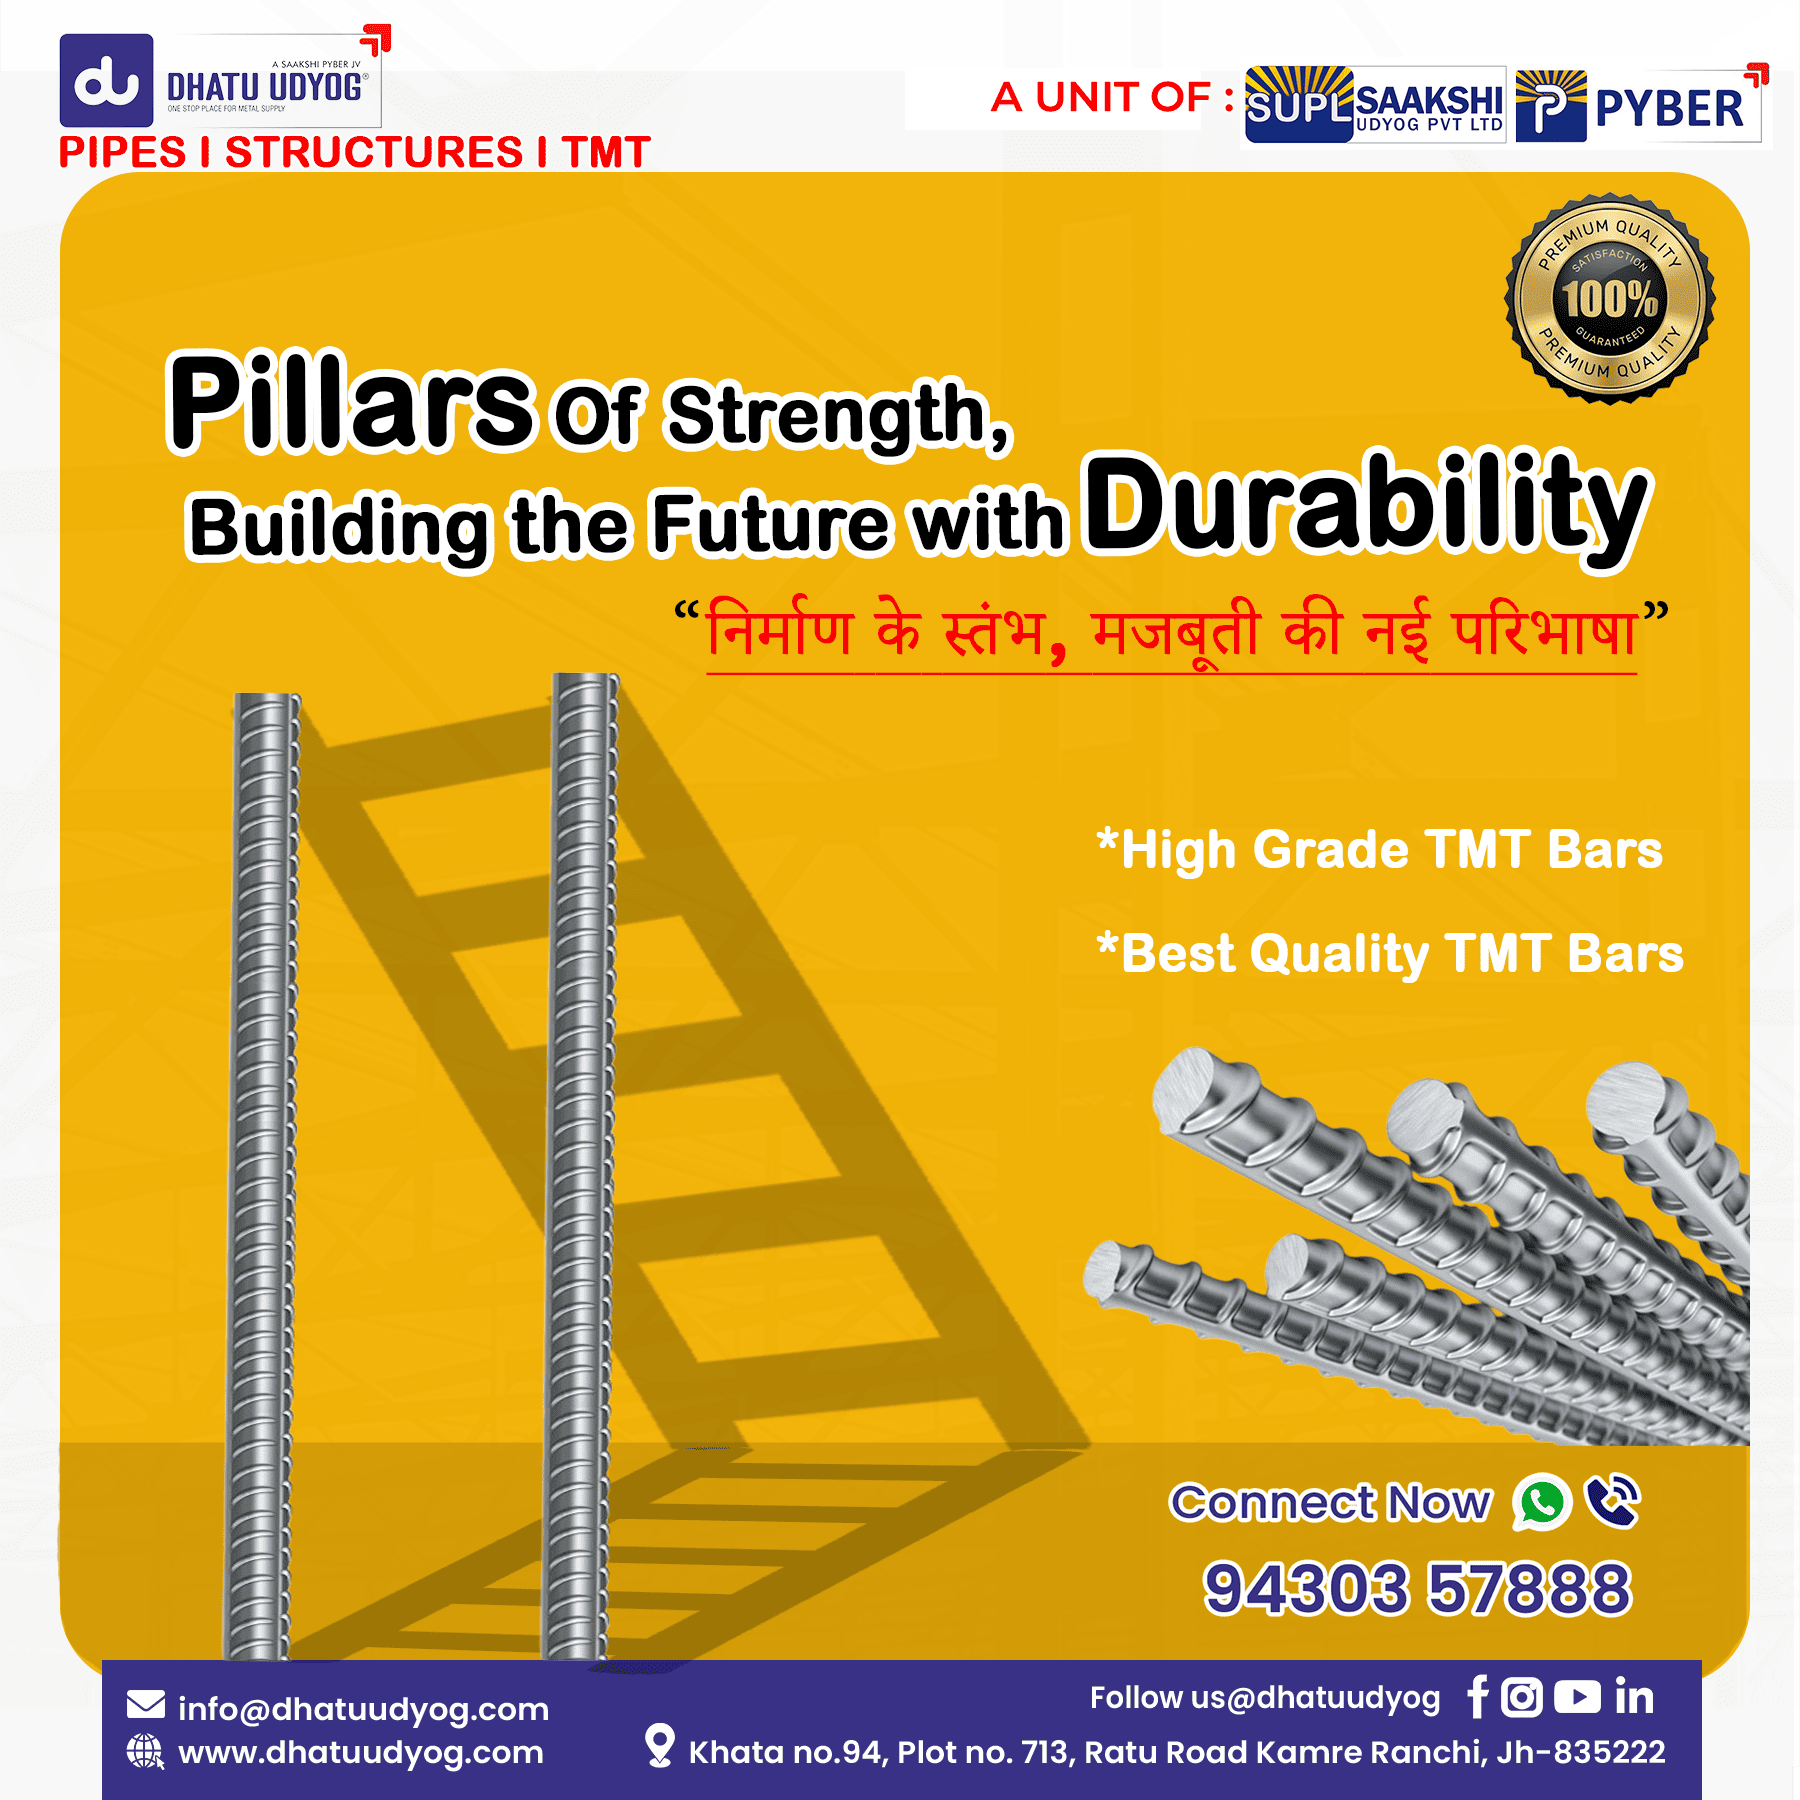 du
A SAAKSHI PYBER JV
DHATU UDYOG®
ONE STOP PLACE FOR METAL SUPPLY
PIPES I STRUCTURES I TMT
A UNIT OF :
SUPL SAAKSHI
UDYOG PVT LTD
PYBER
PREMIUM QUALITY
SATISFACTION
100%
GUARANTEED
PREMIUM QUALITY
Pillars Of Strength,
Building the Future with Durability
“निर्माण के स्तंभ, मजबूती की नई परिभाषा”
*High Grade TMT Bars
*Best Quality TMT Bars
Connect Now
94303 57888
info@dhatuudyog.com
www.dhatuudyog.com
Follow us@dhatuudyog
Khata no.94, Plot no. 713, Ratu Road Kamre Ranchi, Jh-835222